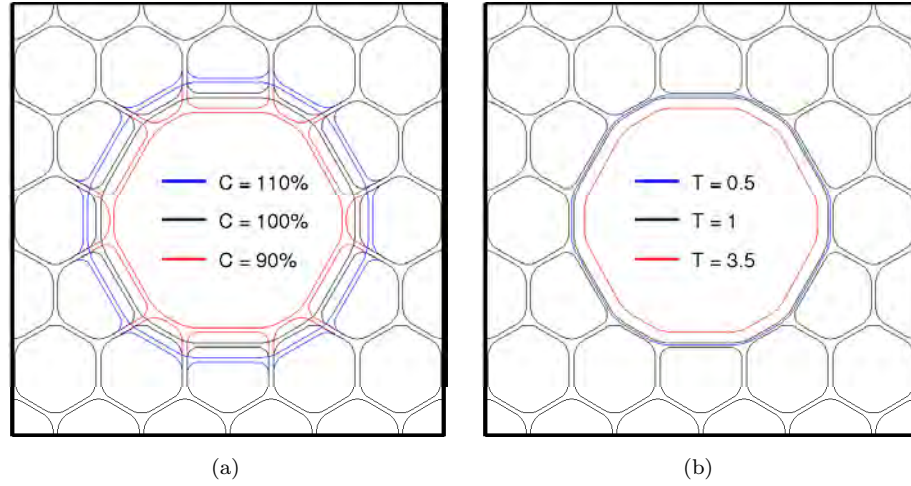 C = 110%
C = 100%
C = 90%
T = 0.5
T = 1
T = 3.5
(a)
(b)